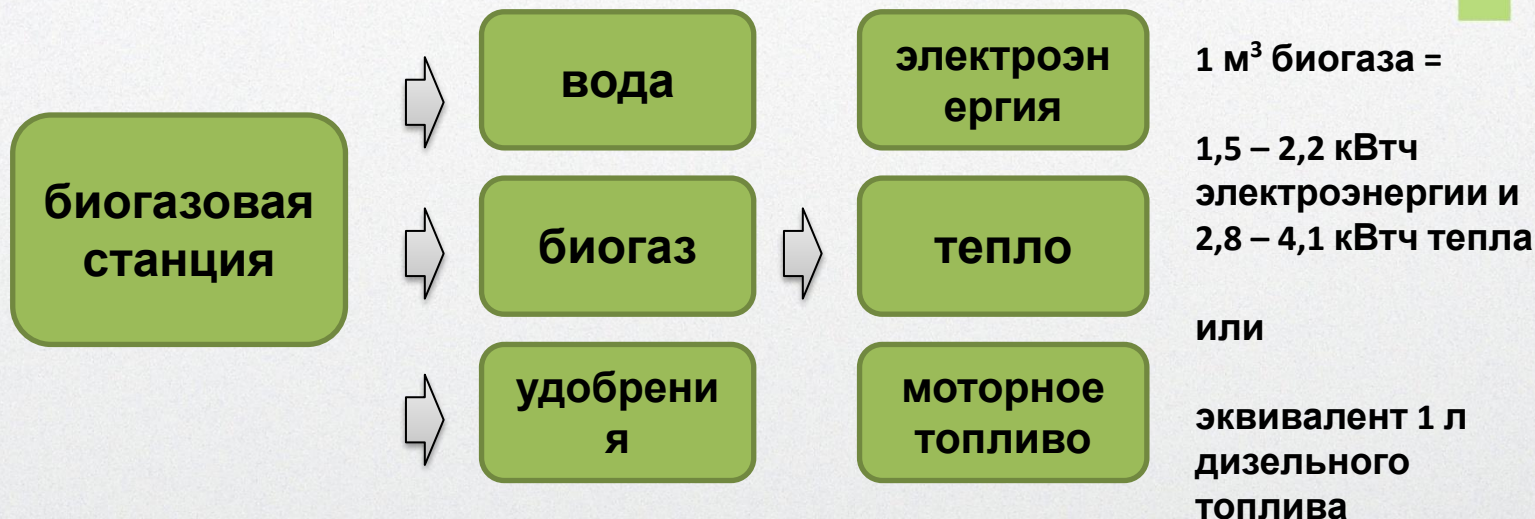 биогазовая
станция
вода
биогаз
удобрени
я
электроэн
ергия
тепло
моторное
топливо
1 м³ биогаза =
1,5 – 2,2 кВтч
электроэнергии и
2,8 – 4,1 кВтч тепла
или
эквивалент 1 л
дизельного
топлива